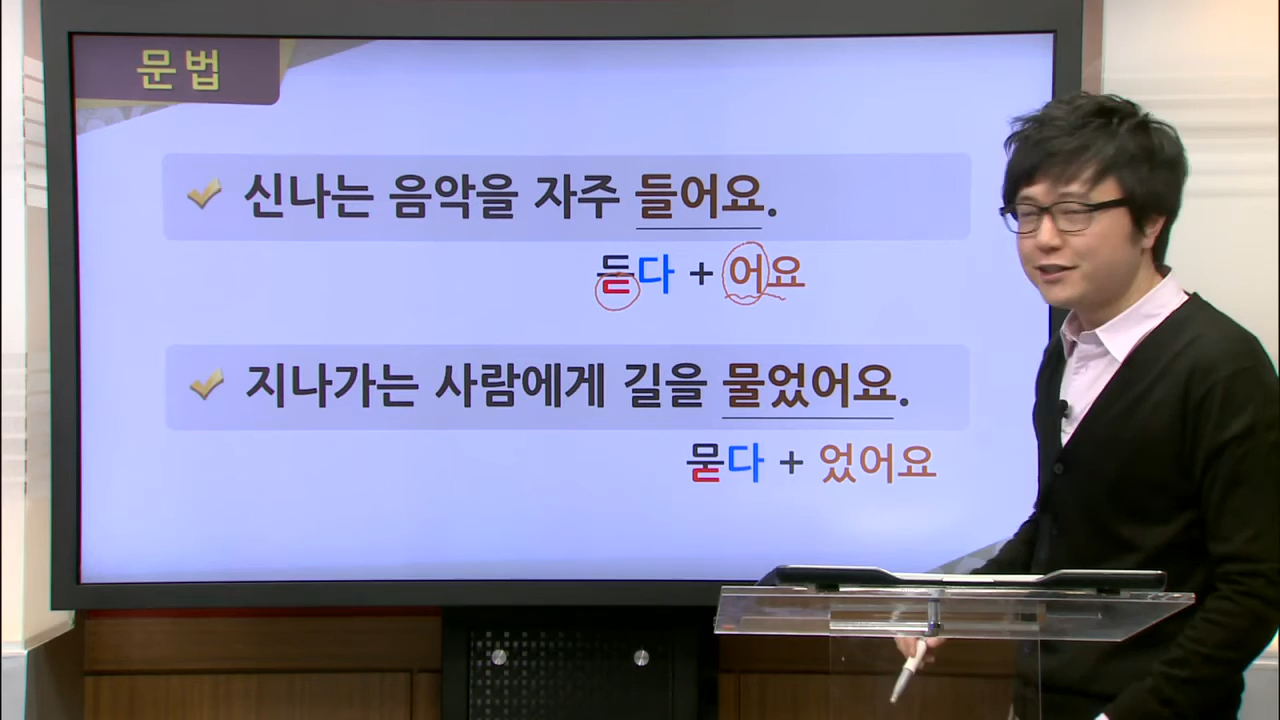 문법
신나는 음악을 자주 들어요.
듣다 + 어요
지나가는 사람에게 길을 물었어요.
묻다 + 었어요